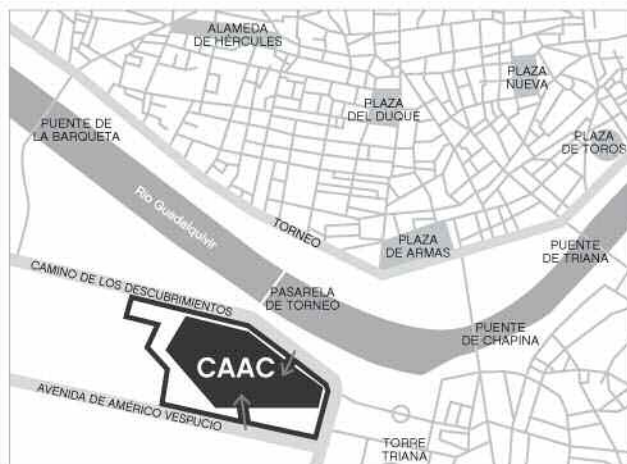 ALAMEDA
DE HÉRCULES
PLAZA
NUEVA
PLAZA
DEL DUQUE
PUENTE DE
LA BARQUETA
PLAZA
DE TOROS
Río Guadalquivir
TORNEO
PLAZA
DE ARMAS
PUENTE
DE TRIANA
CAMINO DE LOS DESCUBRIMIENTOS
PASARELA
DE TORNEO
PUENTE
DE CHAPINA
CAAC
AVENIDA DE AMÉRICO VESPUCIO
TORRE
TRIANA